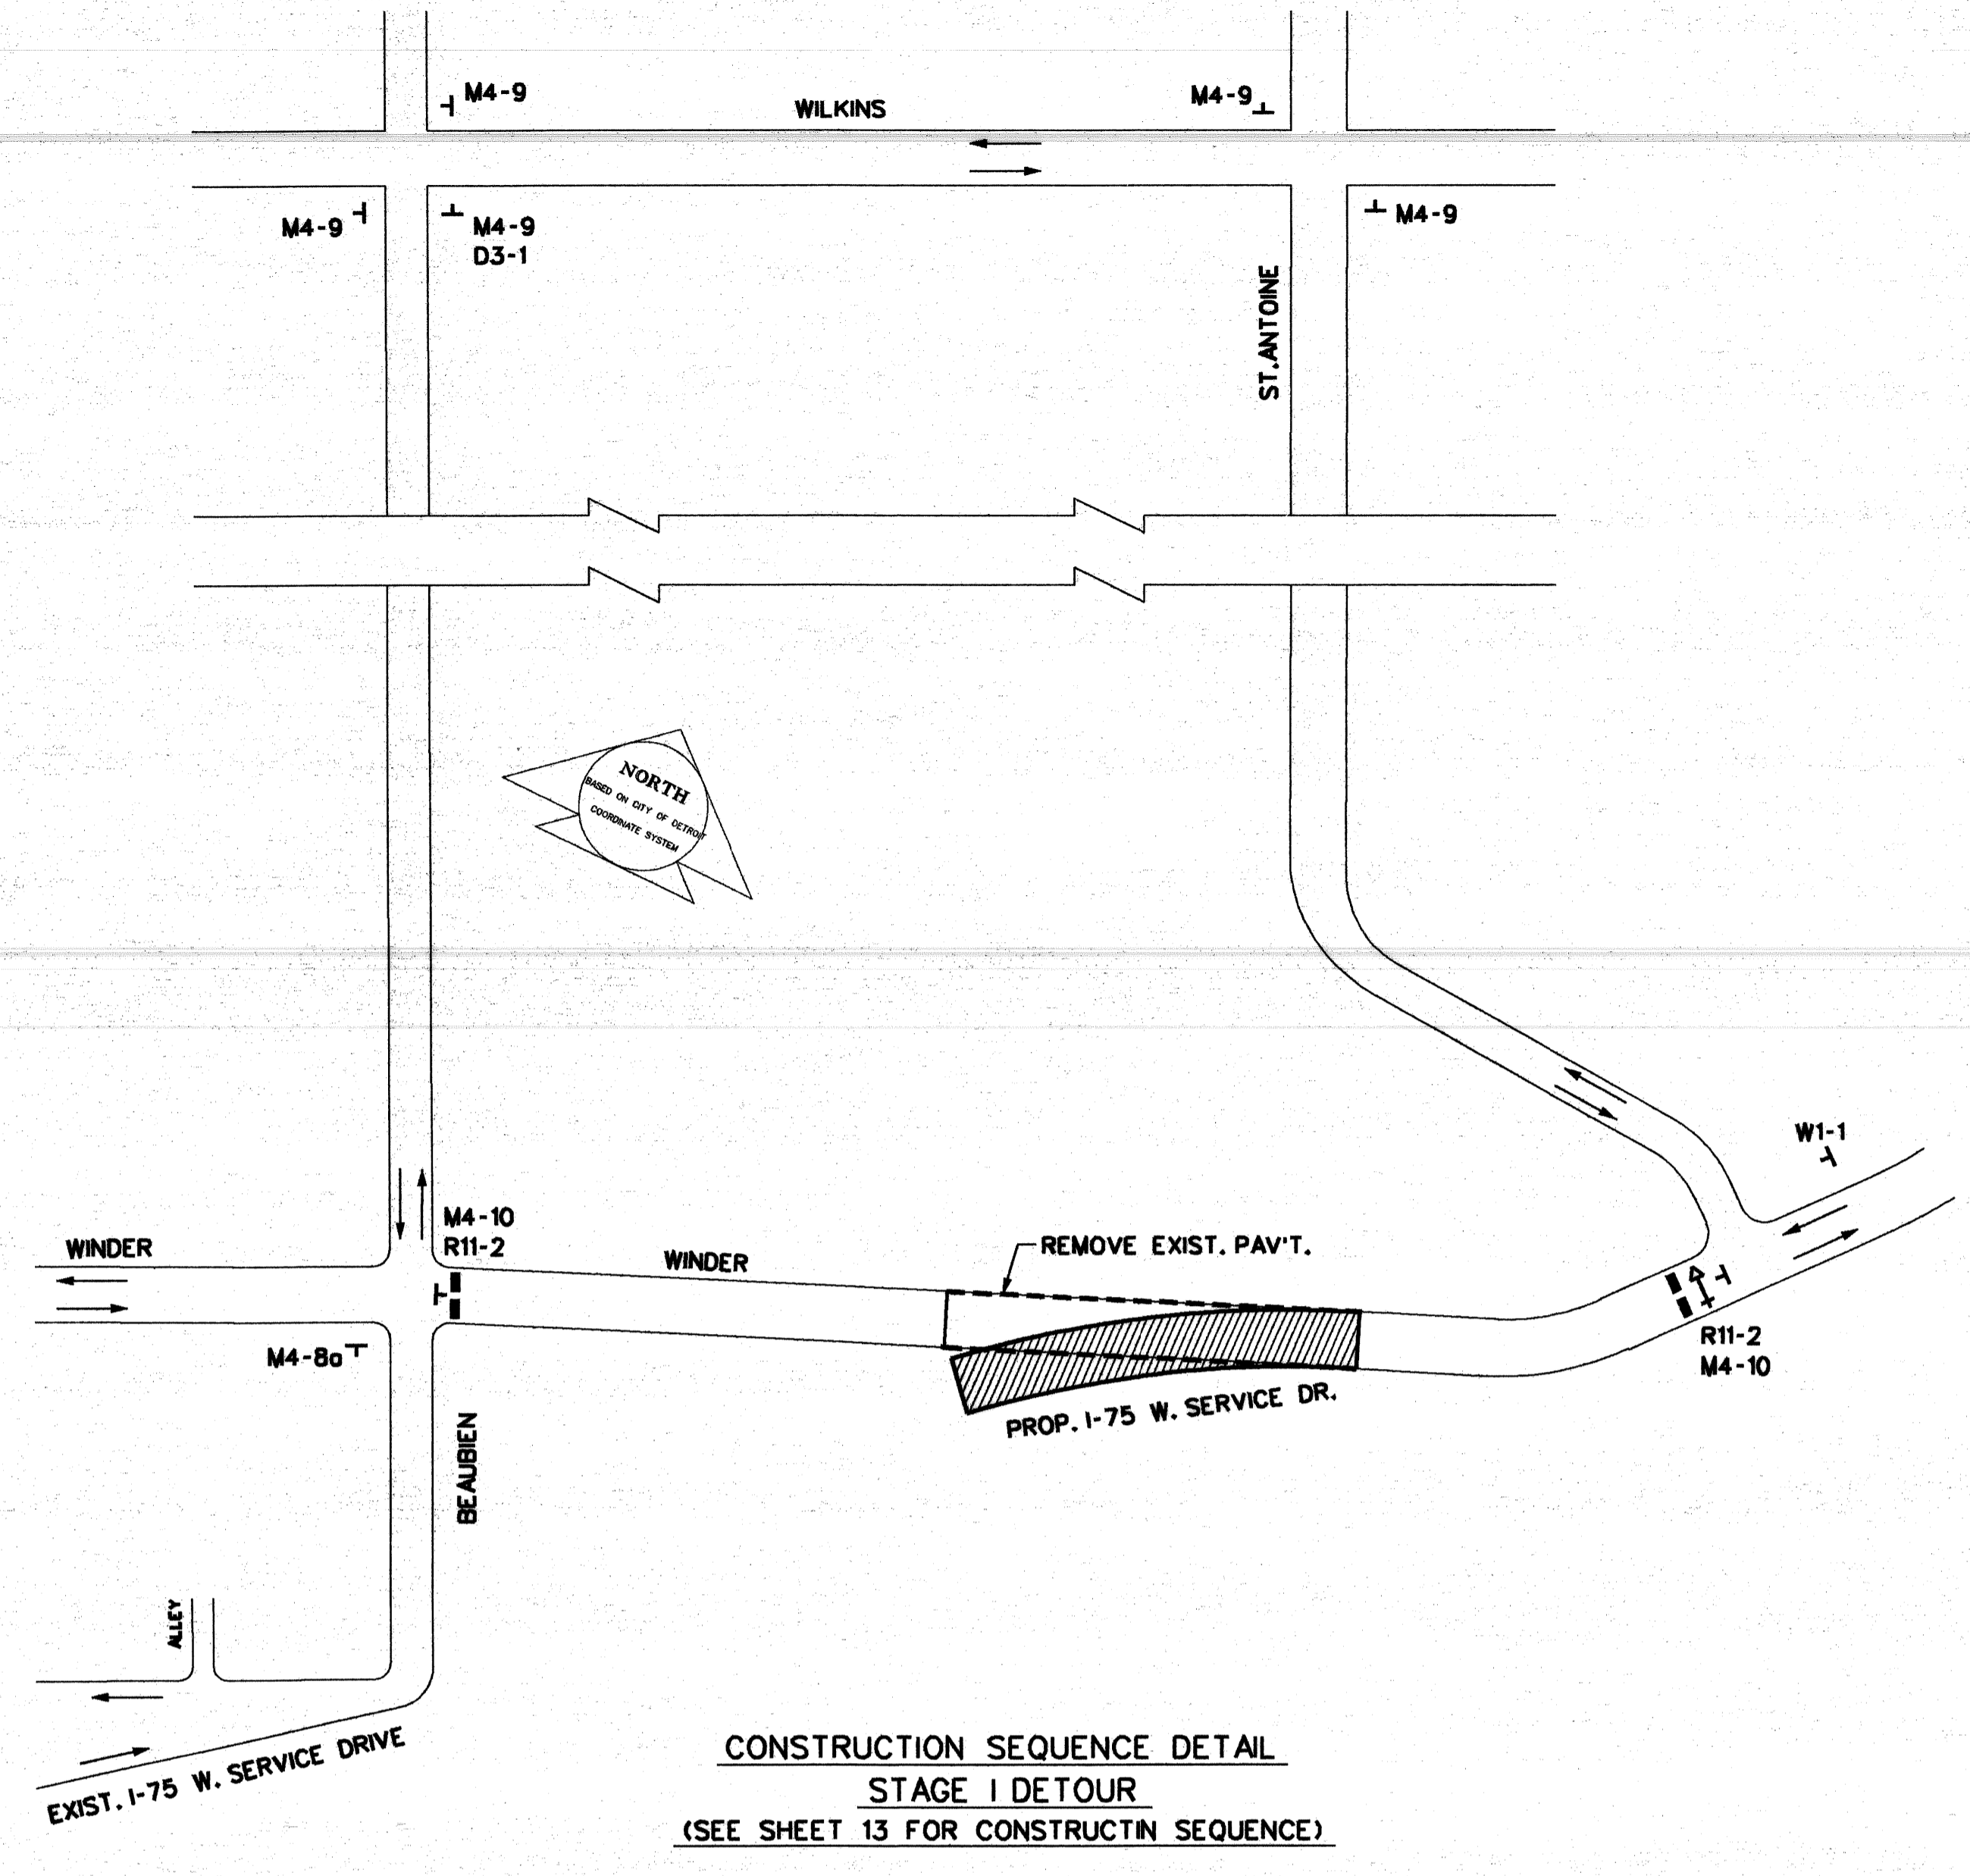 M4-9
WILKINS
M4-9
M4-9
M4-9
D3-1
M4-9
ST. ANTOINE
NORTH
BASED ON CITY OF DETROIT
COORDINATE SYSTEM
W1-1
M4-10
R11-2
WINDER
WINDER
REMOVE EXIST. PAV'T.
M4-8a
R11-2
M4-10
PROP. I-75 W. SERVICE DR.
BEAUBIEN
ALLEY
EXIST. I-75 W. SERVICE DRIVE
CONSTRUCTION SEQUENCE DETAIL
STAGE I DETOUR
(SEE SHEET 13 FOR CONSTRUCTIN SEQUENCE)